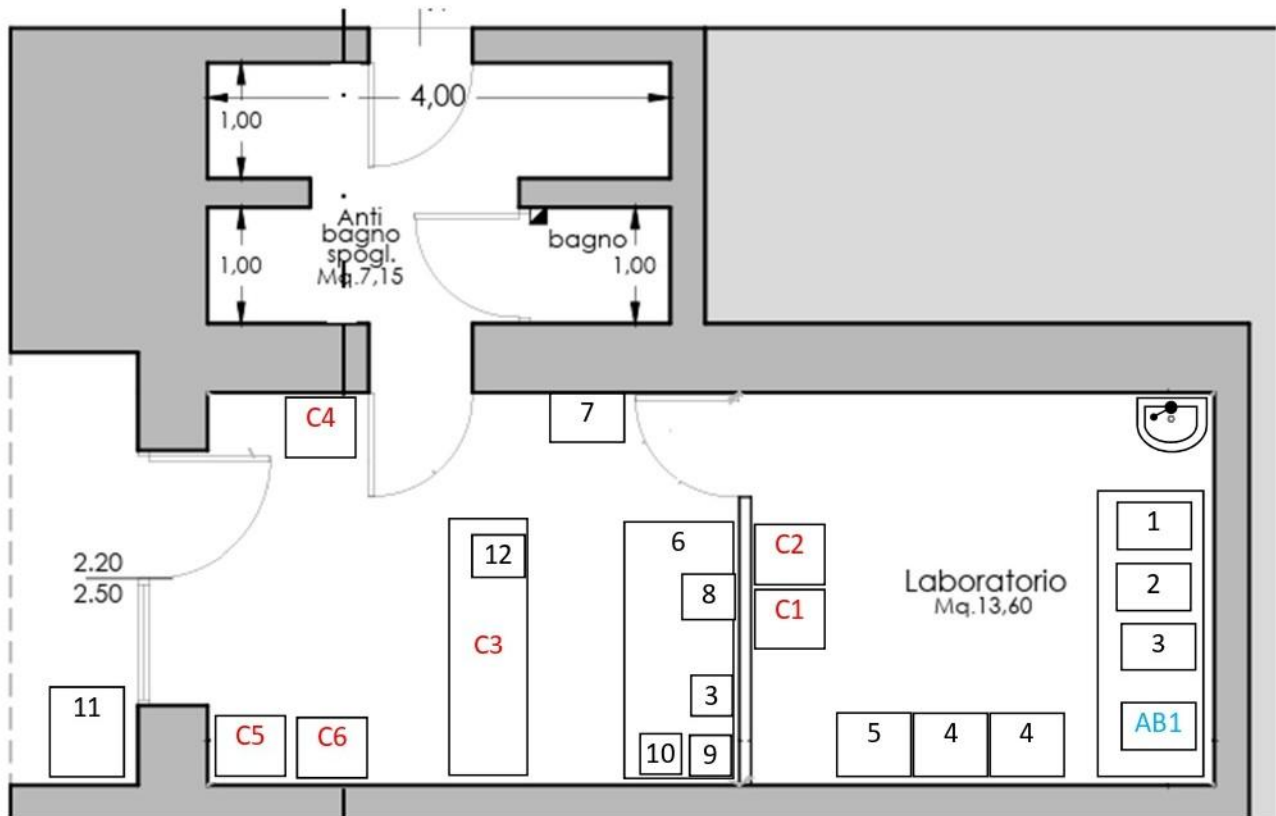 4,00
1,00
Anti
bagno
spogl.
Mq.7,15
bagno
1,00
1,00
C4
7
1
12
6
C2
2.20
2.50
8
Laboratorio
Mq.13,60
2
C3
C1
3
11
3
C5
C6
10
9
5
4
4
AB1